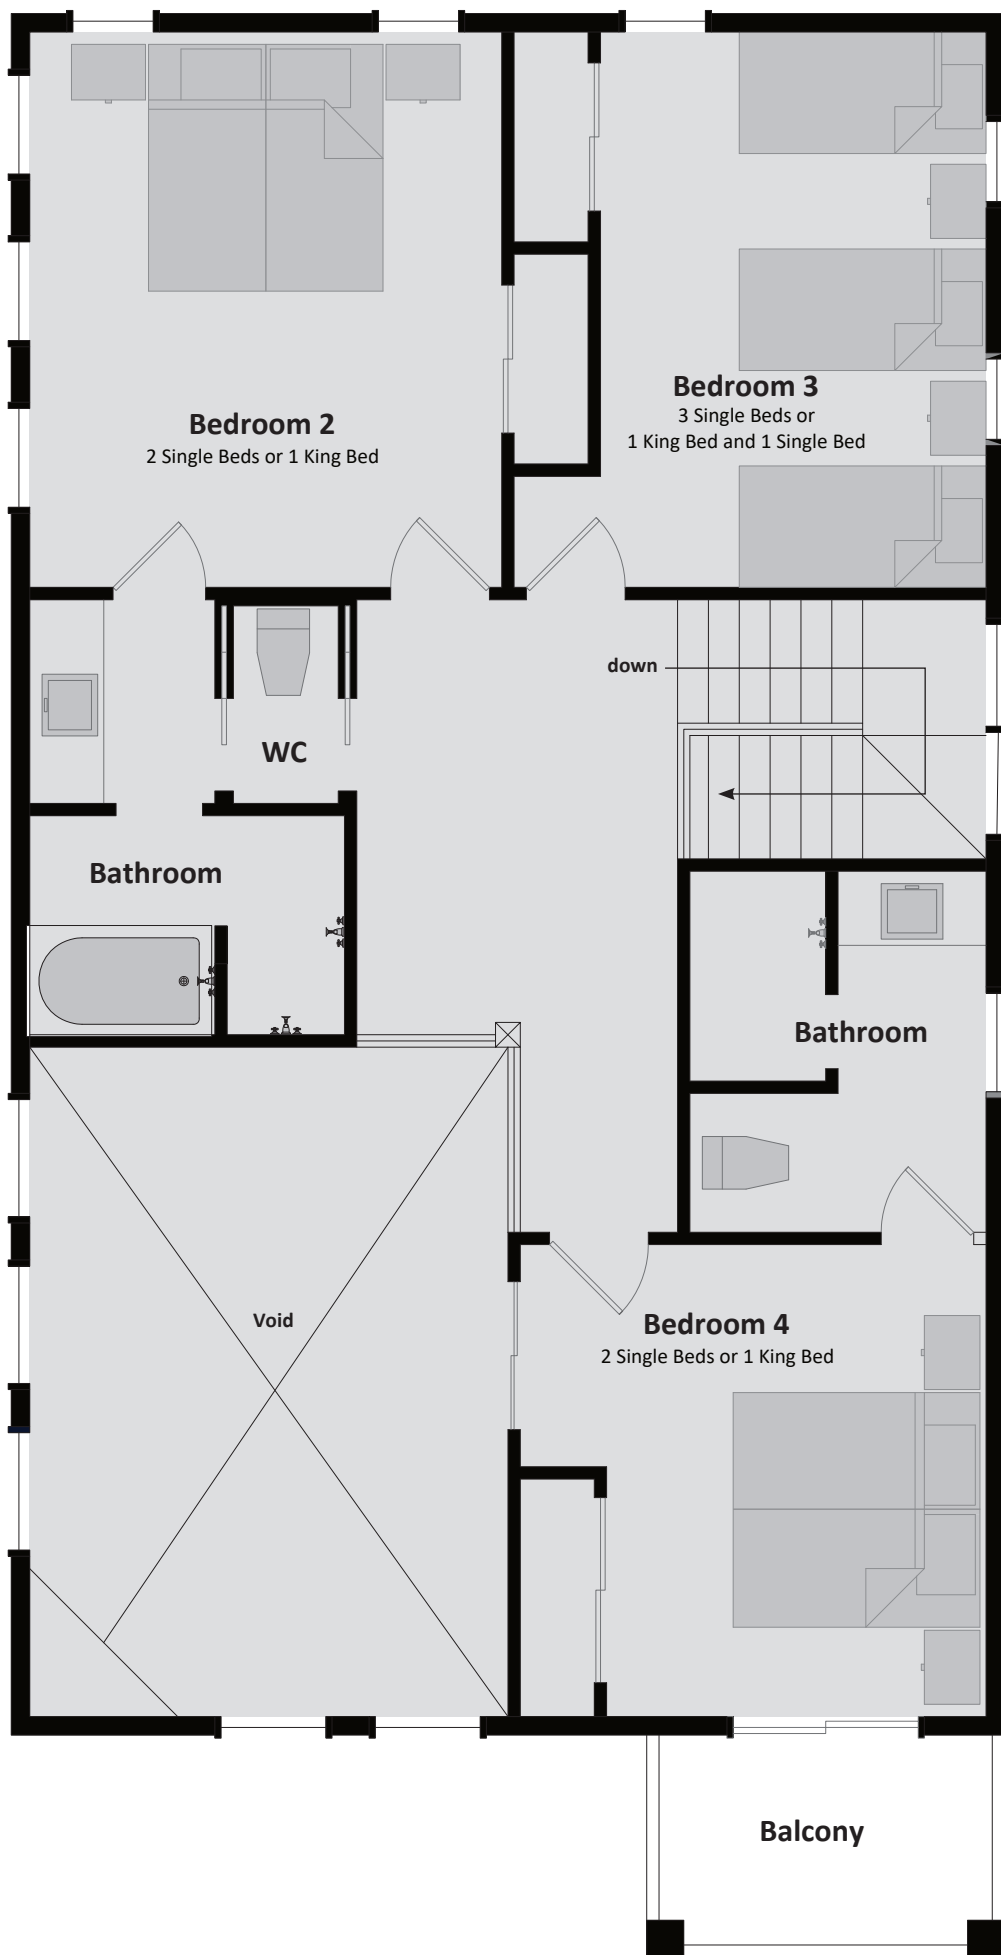 Bedroom 2
2 Single Beds or 1 King Bed
Bedroom 3
3 Single Beds or
1 King Bed and 1 Single Bed
down
WC
Bathroom
Bathroom
Void
Bedroom 4
2 Single Beds or 1 King Bed
Balcony